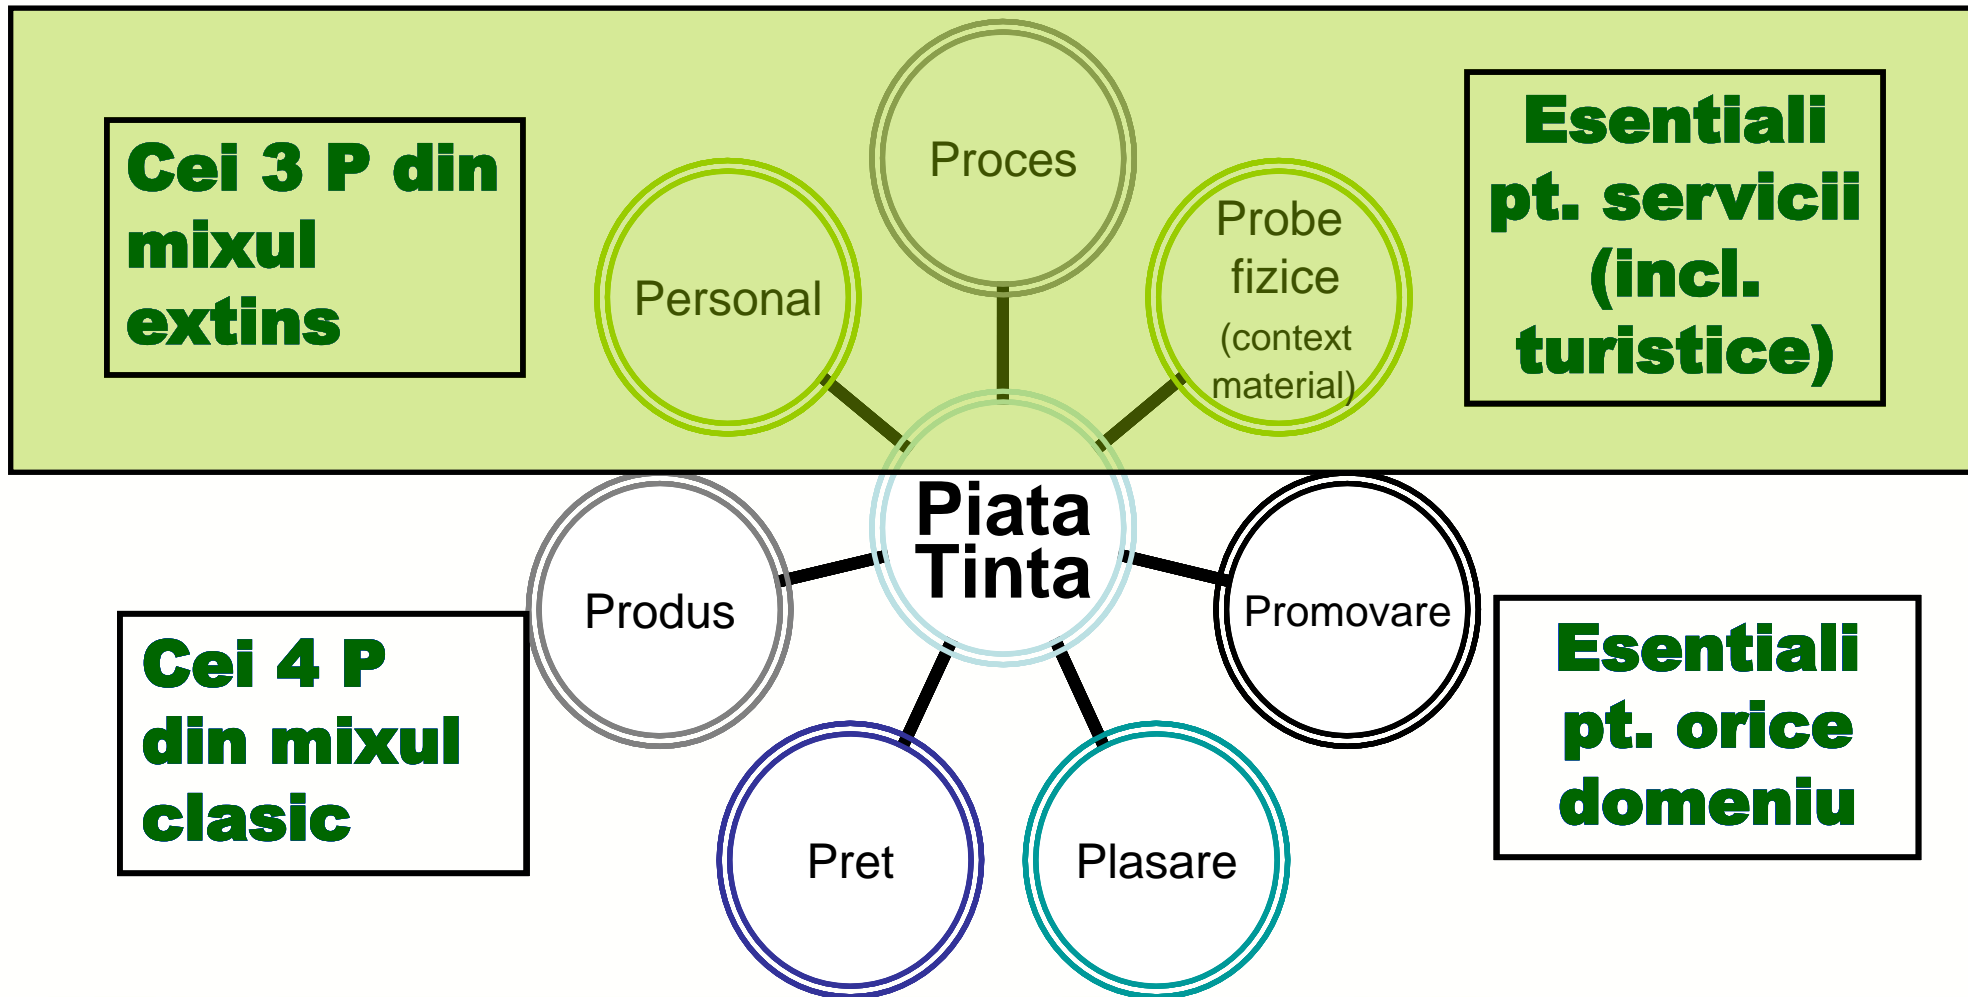 Cei 3 P din
mixul
extins
Proces
Personal
Probe
fizice
(context
material)
Esentiali
pt. servicii
(incl.
turistice)
Piata
Tinta
Cei 4 P
din mixul
clasic
Produs
Pret
Plasare
Promovare
Esentiali
pt. orice
domeniu